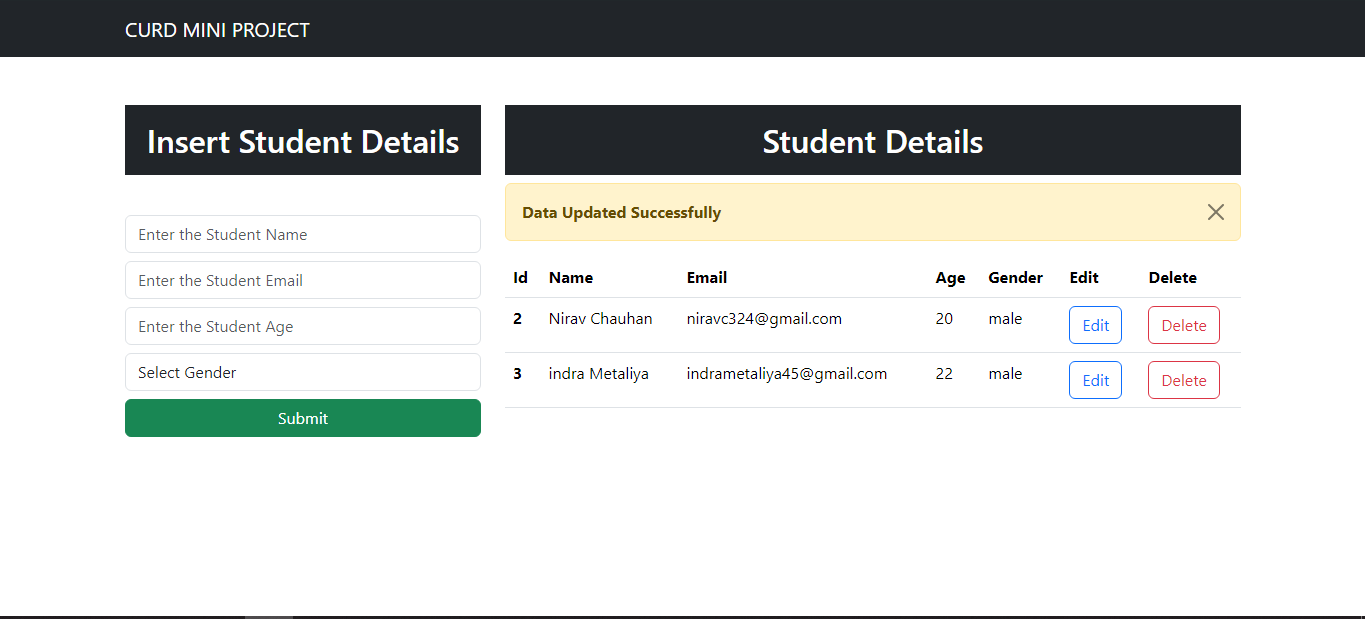 CURD MINI PROJECT
Insert Student Details
Enter the Student Name
Enter the Student Email
Enter the Student Age
Select Gender
Submit
Student Details
Data Updated Successfully
Id Name Email Age Gender Edit Delete
2 Nirav Chauhan niravc324@gmail.com 20 male Edit Delete
3 indra Metaliya indrametaliya45@gmail.com 22 male Edit Delete